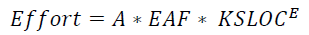 Effort = A ∗ EAF ∗ KSLOC^E